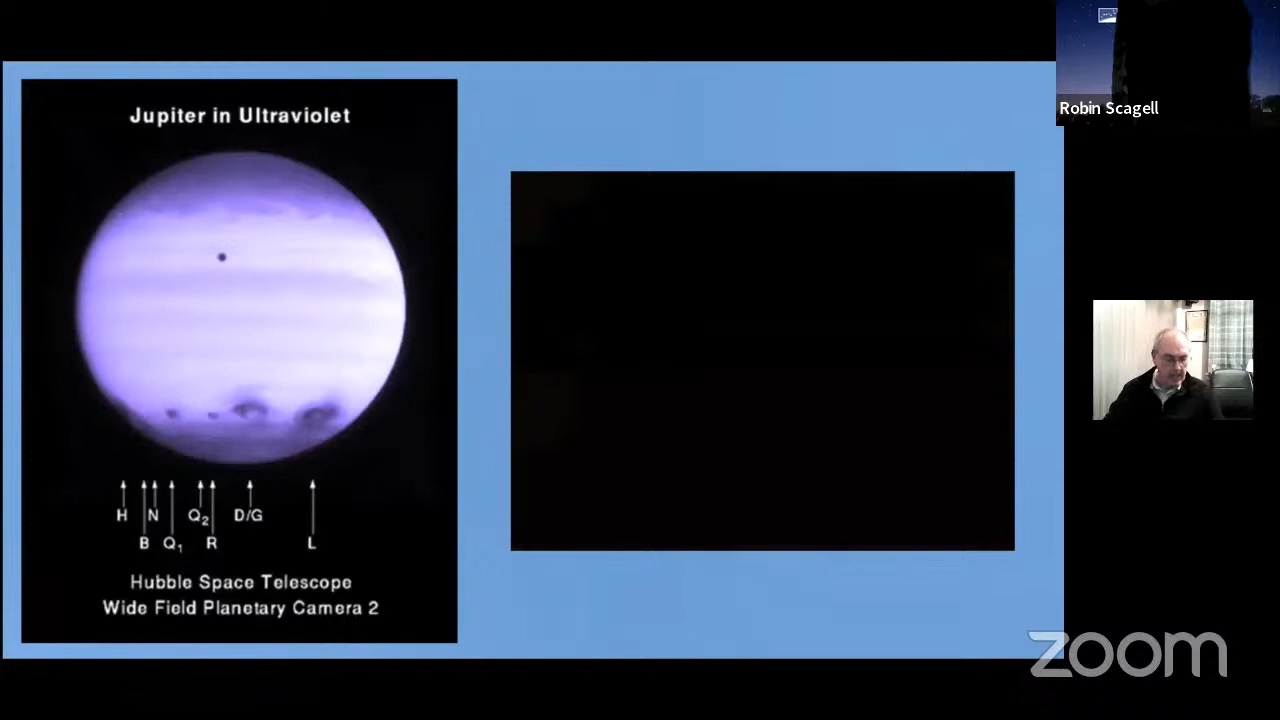 Jupiter in Ultraviolet
H N Q2 D/G
B Q1 R L
Hubble Space Telescope
Wide Field Planetary Camera 2
Robin Scagell
zoom